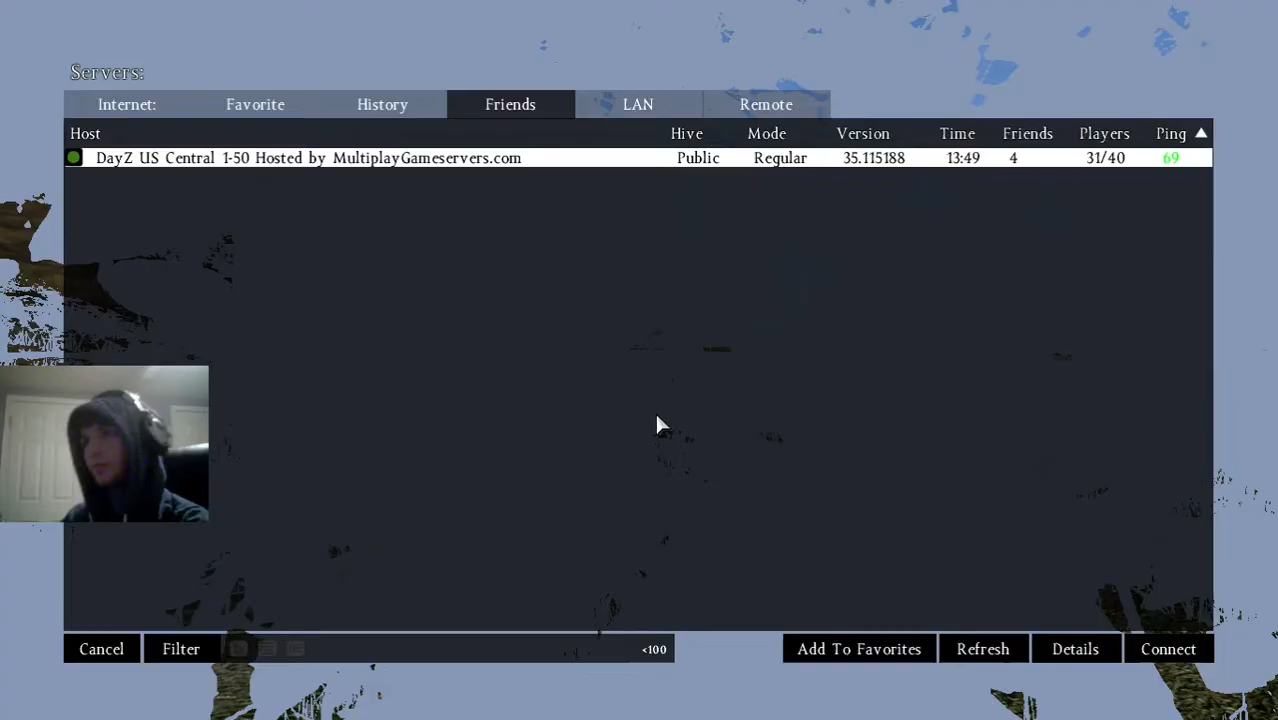 Servers:
Internet: Favorite History Friends LAN Remote
Host Hive Mode Version Time Friends Players Ping
DayZ US Central 1-50 Hosted by MultiplayGameservers.com Public Regular 35.115188 13:49 4 31/40 69
Cancel Filter <100 Add To Favorites Refresh Details Connect